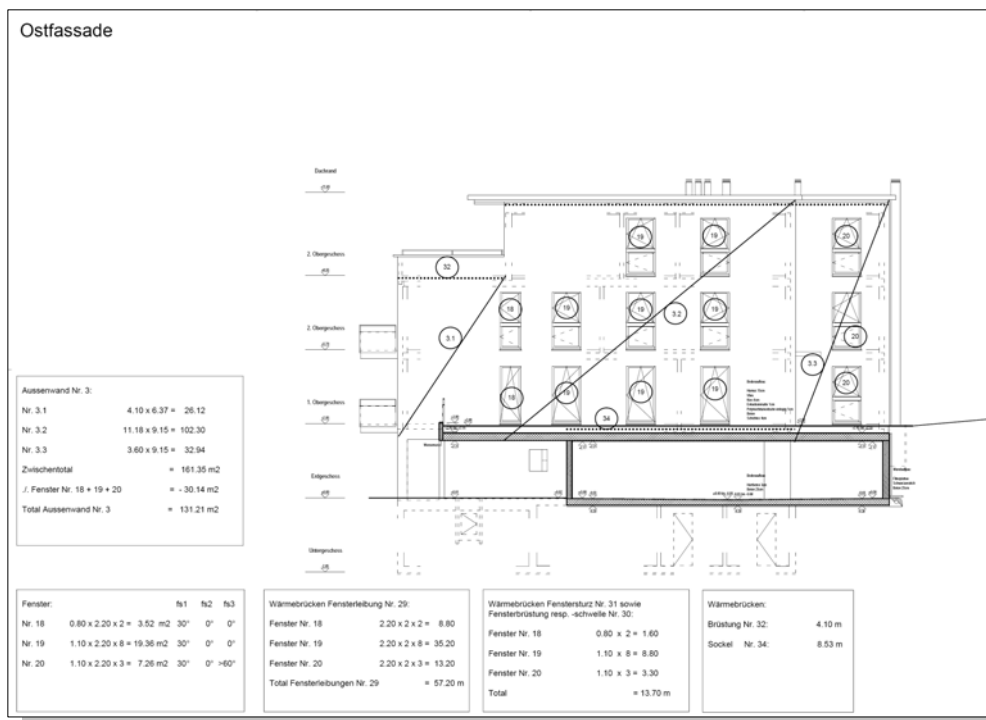 Ostfassade
Dachrand
2. Obergeschoss
32
19
19
20
2. Obergeschoss
18
19
19
19
3.1
3.2
20
3.3
1. Obergeschoss
18
19
19
19
20
34
Erdgeschoss
Untergeschoss
Aussenwand Nr. 3:
Nr. 3.1 4.10 x 6.37 = 26.12
Nr. 3.2 11.18 x 9.15 = 102.30
Nr. 3.3 3.60 x 9.15 = 32.94
Zwischentotal = 161.35 m2
./. Fenster Nr. 18 + 19 + 20 = - 30.14 m2
Total Aussenwand Nr. 3 = 131.21 m2
Fenster: fs1 fs2 fs3
Nr. 18 0.80 x 2.20 x 2 = 3.52 m2 30° 0° 0°
Nr. 19 1.10 x 2.20 x 8 = 19.36 m2 30° 0° 0°
Nr. 20 1.10 x 2.20 x 3 = 7.26 m2 30° 0° >60°
Wärmebrücken Fensterleibung Nr. 29:
Fenster Nr. 18 2.20 x 2 x 2 = 8.80
Fenster Nr. 19 2.20 x 2 x 8 = 35.20
Fenster Nr. 20 2.20 x 2 x 3 = 13.20
Total Fensterleibungen Nr. 29 = 57.20 m
Wärmebrücken Fenstersturz Nr. 31 sowie
Fensterbrüstung resp. -schwelle Nr. 30:
Fenster Nr. 18 0.80 x 2 = 1.60
Fenster Nr. 19 1.10 x 8 = 8.80
Fenster Nr. 20 1.10 x 3 = 3.30
Total = 13.70 m
Wärmebrücken:
Brüstung Nr. 32: 4.10 m
Sockel Nr. 34: 8.53 m